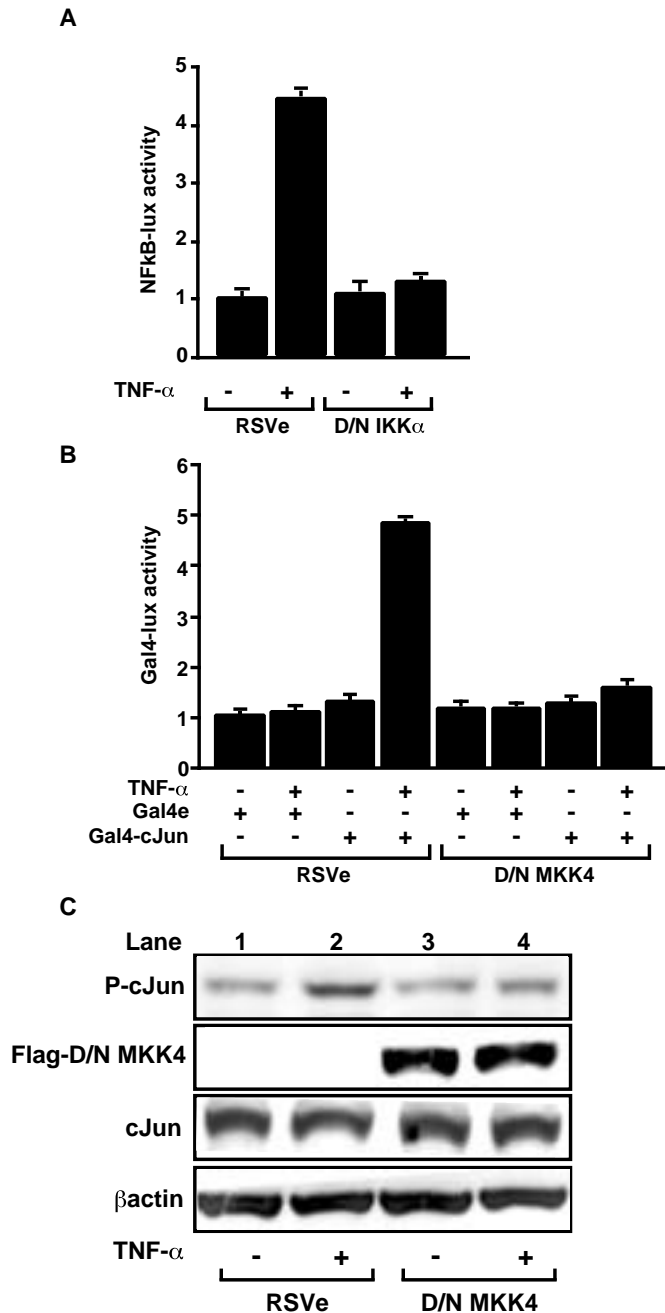 A
NFkB-lux activity
5
4
3
2
1
0
TNF-α - + - +
RSVe D/N IKKα
B
Gal4-lux activity
6
5
4
3
2
1
0
TNF-α - + - + - + - +
Gal4e + + - - + + - -
Gal4-cJun - - + + - - + +
RSVe D/N MKK4
C
Lane 1 2 3 4
P-cJun
Flag-D/N MKK4
cJun
βactin
TNF-α - + - +
RSVe D/N MKK4